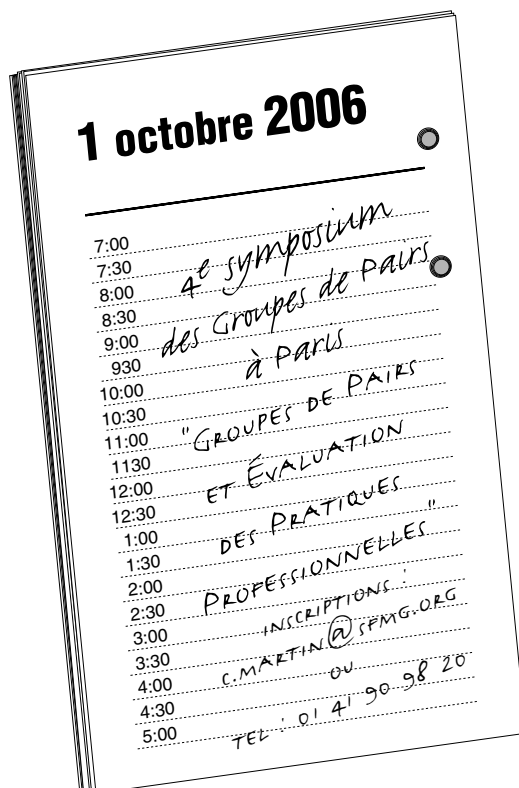 1 octobre 2006
7:00
7:30
8:00
8:30
9:00
930
10:00
10:30
11:00
1130
12:00
12:30
1:00
1:30
2:00
2:30
3:00
3:30
4:00
4:30
5:00
4e symposium
des Groupes de Pairs
à Paris
"GROUPES DE PAIRS
ET ÉVALUATION
DES PRATIQUES
PROFESSIONNELLES"
INSCRIPTIONS :
C.MARTIN@SFMG.ORG
OU
TEL : 01 41 90 98 20